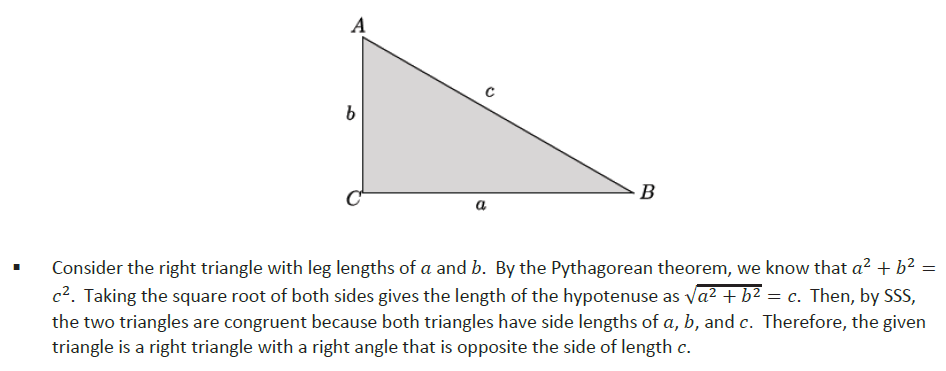 A
c
b
C
B
a
▪ Consider the right triangle with leg lengths of a and b. By the Pythagorean theorem, we know that a² + b² =
c². Taking the square root of both sides gives the length of the hypotenuse as √(a² + b²) = c. Then, by SSS,
the two triangles are congruent because both triangles have side lengths of a, b, and c. Therefore, the given
triangle is a right triangle with a right angle that is opposite the side of length c.